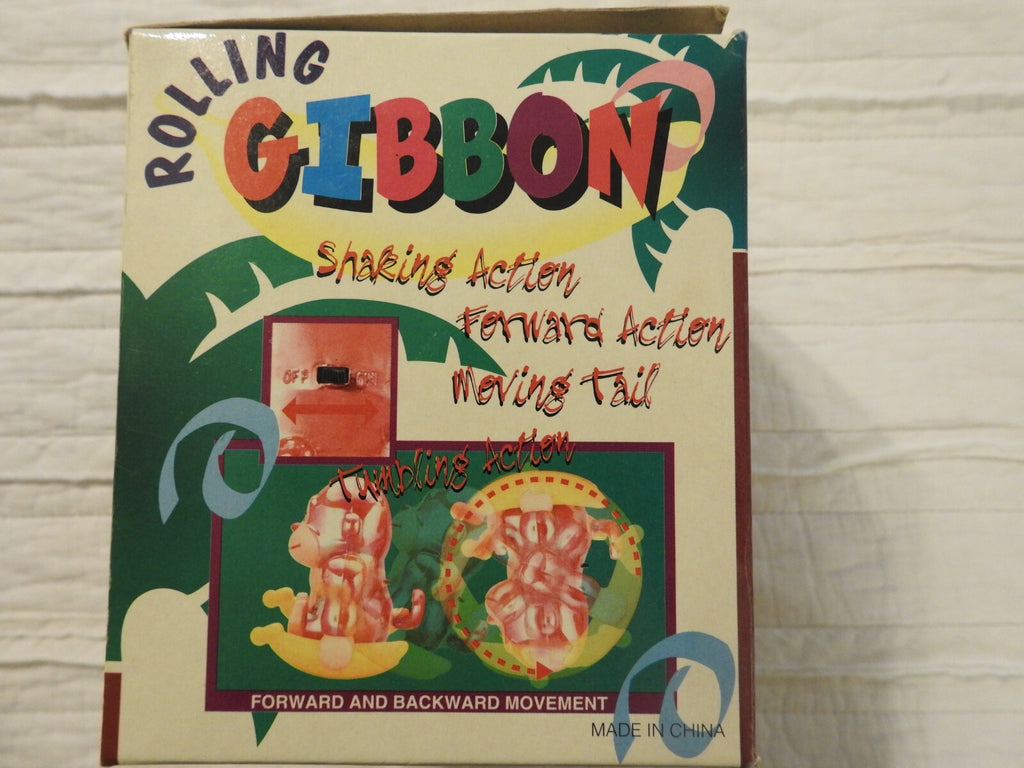 ROLLING
GIBBON
Shaking Action
Forward Action
Moving Tail
OFF ON
Tumbling Action
FORWARD AND BACKWARD MOVEMENT
MADE IN CHINA